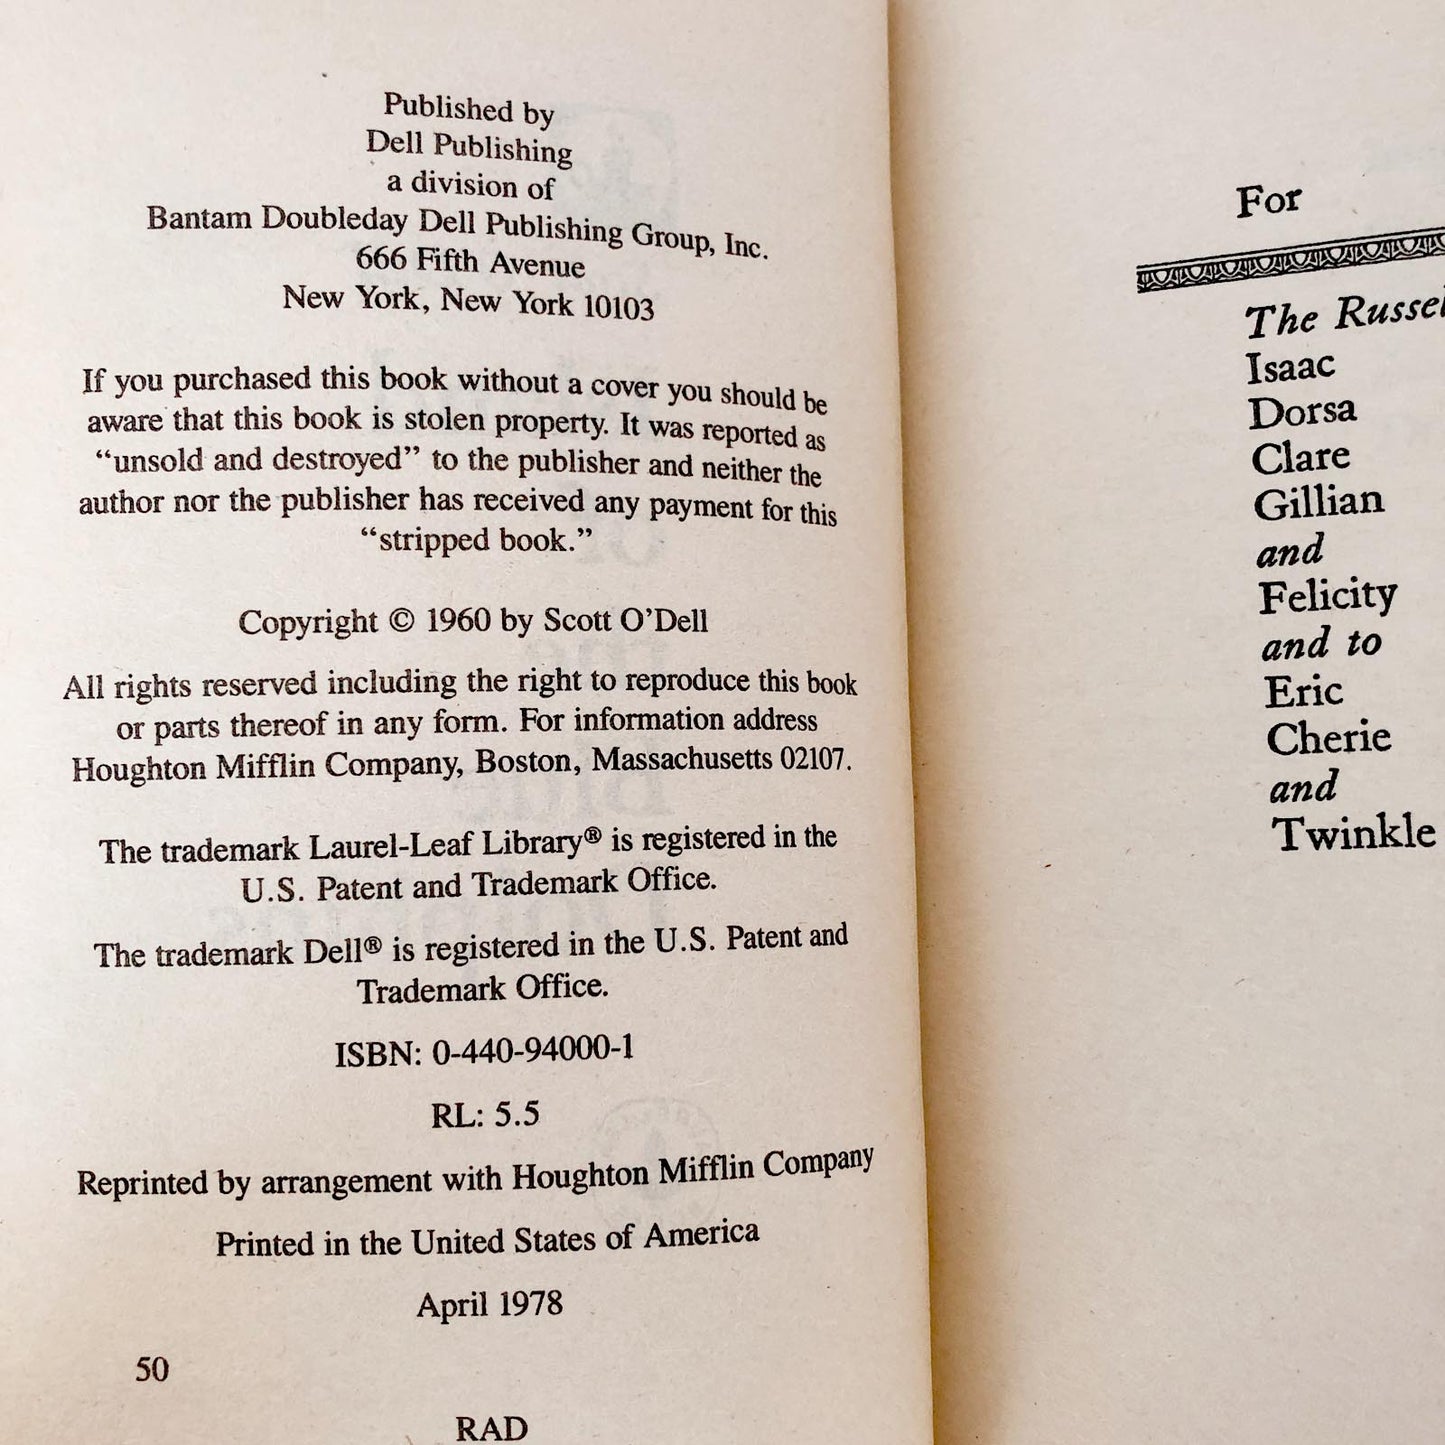 Published by
Dell Publishing
a division of
Bantam Doubleday Dell Publishing Group, Inc.
666 Fifth Avenue
New York, New York 10103
If you purchased this book without a cover you should be
aware that this book is stolen property. It was reported as
“unsold and destroyed” to the publisher and neither the
author nor the publisher has received any payment for this
“stripped book.”
Copyright © 1960 by Scott O’Dell
All rights reserved including the right to reproduce this book
or parts thereof in any form. For information address
Houghton Mifflin Company, Boston, Massachusetts 02107.
The trademark Laurel-Leaf Library® is registered in the
U.S. Patent and Trademark Office.
The trademark Dell® is registered in the U.S. Patent and
Trademark Office.
ISBN: 0-440-94000-1
RL: 5.5
Reprinted by arrangement with Houghton Mifflin Company
Printed in the United States of America
April 1978
50
RAD
For
The
Isaac
Dorsa
Clare
Gillian
and
Felicity
and to
Eric
Cherie
and
Twinkle